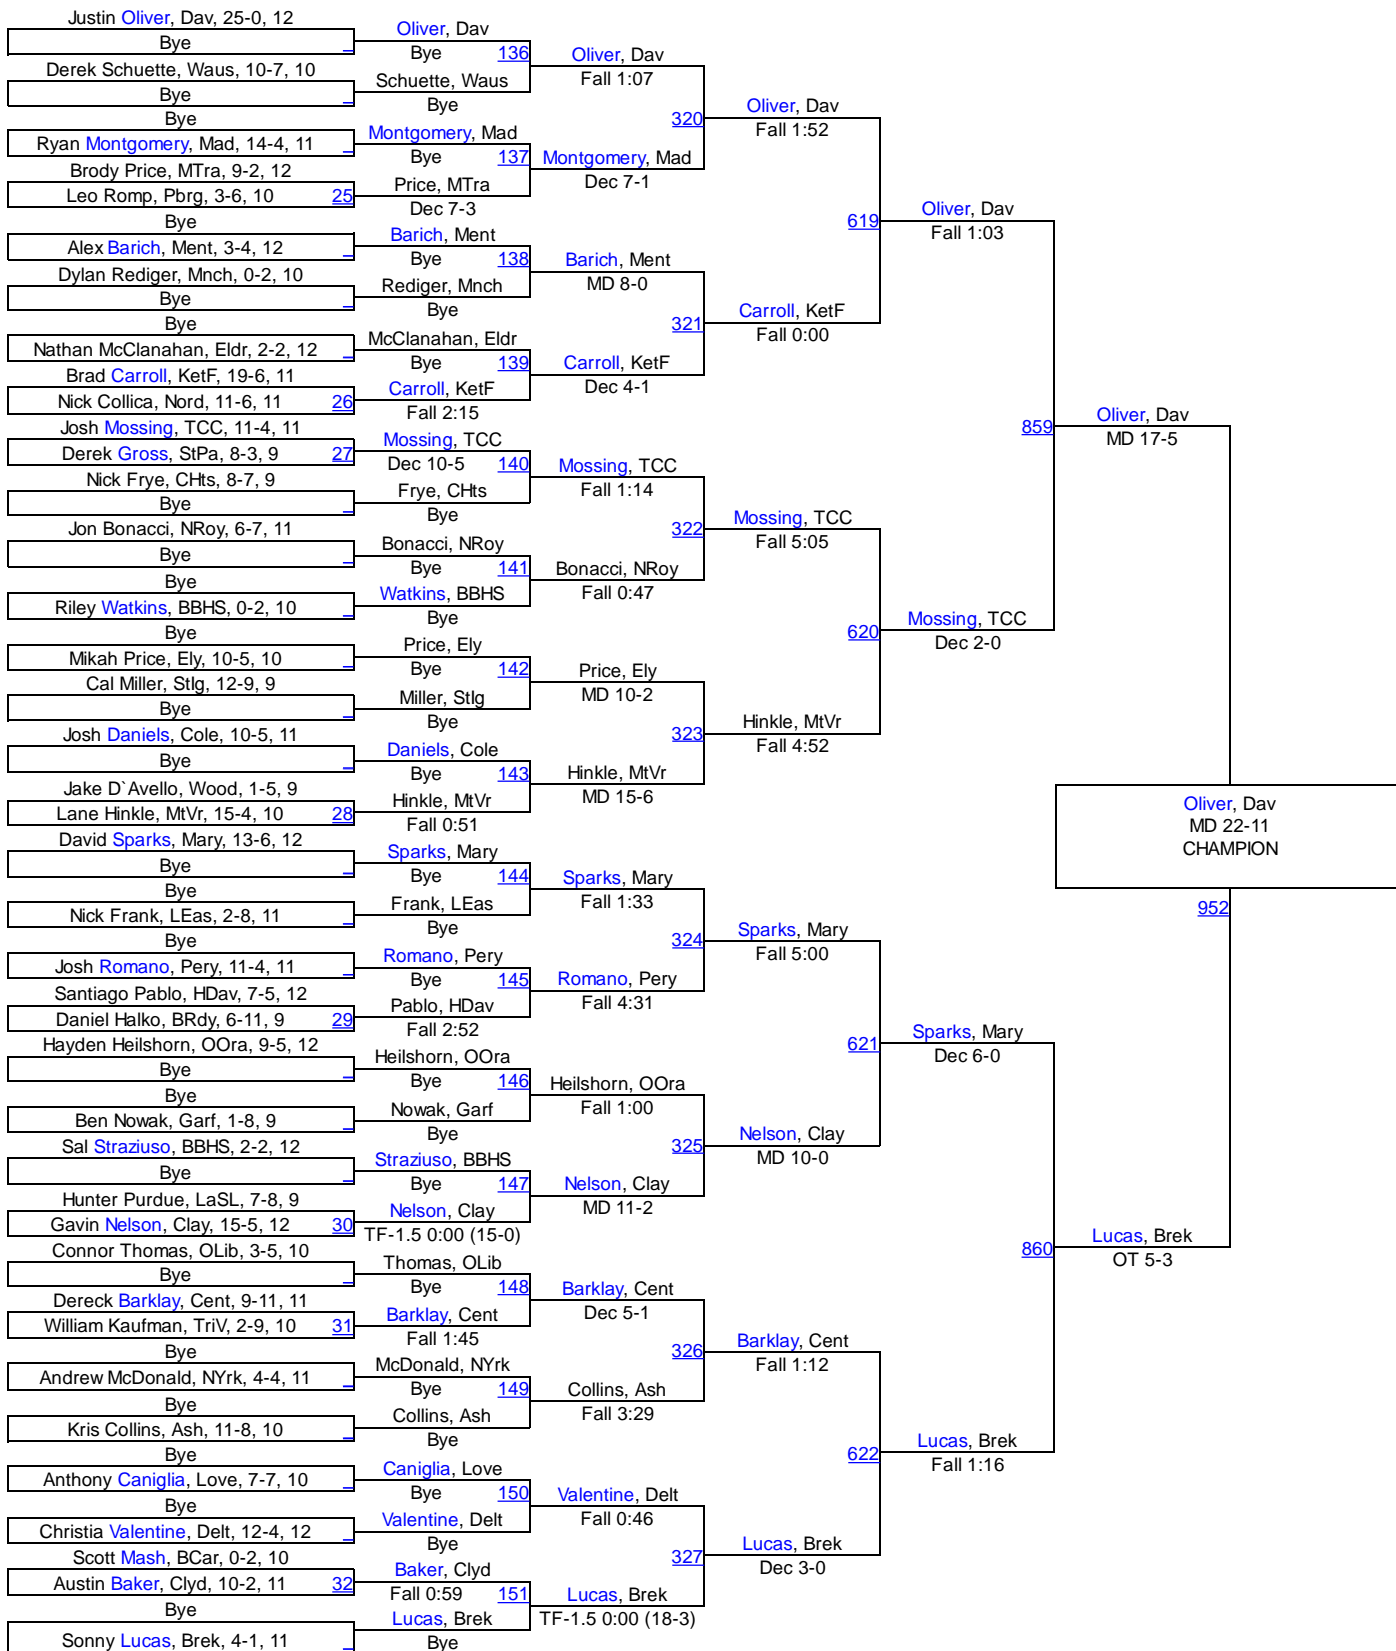 Justin Oliver, Dav, 25-0, 12
Bye
Derek Schuette, Waus, 10-7, 10
Bye
Bye
Ryan Montgomery, Mad, 14-4, 11
Brody Price, MTra, 9-2, 12
Leo Romp, Pbrg, 3-6, 10 25
Bye
Alex Barich, Ment, 3-4, 12
Dylan Rediger, Mnch, 0-2, 10
Bye
Bye
Nathan McClanahan, Eldr, 2-2, 12
Brad Carroll, KetF, 19-6, 11
Nick Collica, Nord, 11-6, 11 26
Josh Mossing, TCC, 11-4, 11
Derek Gross, StPa, 8-3, 9 27
Nick Frye, CHts, 8-7, 9
Bye
Jon Bonacci, NRoy, 6-7, 11
Bye
Bye
Riley Watkins, BBHS, 0-2, 10
Bye
Mikah Price, Ely, 10-5, 10
Cal Miller, Stlg, 12-9, 9
Bye
Josh Daniels, Cole, 10-5, 11
Bye
Jake D`Avello, Wood, 1-5, 9
Lane Hinkle, MtVr, 15-4, 10 28
David Sparks, Mary, 13-6, 12
Bye
Bye
Nick Frank, LEas, 2-8, 11
Bye
Josh Romano, Pery, 11-4, 11
Santiago Pablo, HDav, 7-5, 12
Daniel Halko, BRdy, 6-11, 9 29
Hayden Heilshorn, OOra, 9-5, 12
Bye
Bye
Ben Nowak, Garf, 1-8, 9
Sal Straziuso, BBHS, 2-2, 12
Bye
Hunter Purdue, LaSL, 7-8, 9
Gavin Nelson, Clay, 15-5, 12 30
Connor Thomas, OLib, 3-5, 10
Bye
Dereck Barklay, Cent, 9-11, 11
William Kaufman, TriV, 2-9, 10 31
Bye
Andrew McDonald, NYrk, 4-4, 11
Bye
Kris Collins, Ash, 11-8, 10
Bye
Anthony Caniglia, Love, 7-7, 10
Bye
Christia Valentine, Delt, 12-4, 12
Scott Mash, BCar, 0-2, 10
Austin Baker, Clyd, 10-2, 11 32
Bye
Sonny Lucas, Brek, 4-1, 11
Oliver, Dav
Bye 136
Schuette, Waus
Bye
Montgomery, Mad
Bye 137
Price, MTra
Dec 7-3
Barich, Ment
Bye 138
Rediger, Mnch
Bye
McClanahan, Eldr
Bye 139
Carroll, KetF
Fall 2:15
Mossing, TCC
Dec 10-5 140
Frye, CHts
Bye
Bonacci, NRoy
Bye 141
Watkins, BBHS
Bye
Price, Ely
Bye 142
Miller, Stlg
Bye
Daniels, Cole
Bye 143
Hinkle, MtVr
Fall 0:51
Sparks, Mary
Bye 144
Frank, LEas
Bye
Romano, Pery
Bye 145
Pablo, HDav
Fall 2:52
Heilshorn, OOra
Bye 146
Nowak, Garf
Bye
Straziuso, BBHS
Bye 147
Nelson, Clay
TF-1.5 0:00 (15-0)
Thomas, OLib
Bye 148
Barklay, Cent
Fall 1:45
McDonald, NYrk
Bye 149
Collins, Ash
Bye
Caniglia, Love
Bye 150
Valentine, Delt
Bye
Baker, Clyd
Fall 0:59 151
Lucas, Brek
Bye
Oliver, Dav
Fall 1:07
320
Montgomery, Mad
Dec 7-1
Barich, Ment
MD 8-0
321
Carroll, KetF
Dec 4-1
Mossing, TCC
Fall 1:14
322
Bonacci, NRoy
Fall 0:47
Price, Ely
MD 10-2
323
Hinkle, MtVr
MD 15-6
Sparks, Mary
Fall 1:33
324
Romano, Pery
Fall 4:31
Heilshorn, OOra
Fall 1:00
325
Nelson, Clay
MD 11-2
Barklay, Cent
Dec 5-1
326
Collins, Ash
Fall 3:29
Valentine, Delt
Fall 0:46
327
Lucas, Brek
TF-1.5 0:00 (18-3)
Oliver, Dav
Fall 1:52
619
Carroll, KetF
Fall 0:00
Mossing, TCC
Fall 5:05
620
Hinkle, MtVr
Fall 4:52
Sparks, Mary
Fall 5:00
621
Nelson, Clay
MD 10-0
Barklay, Cent
Fall 1:12
622
Lucas, Brek
Dec 3-0
Oliver, Dav
Fall 1:03
859
Mossing, TCC
Dec 2-0
Sparks, Mary
Dec 6-0
860
Lucas, Brek
Fall 1:16
Oliver, Dav
MD 17-5
Lucas, Brek
OT 5-3
Oliver, Dav
MD 22-11
CHAMPION
952